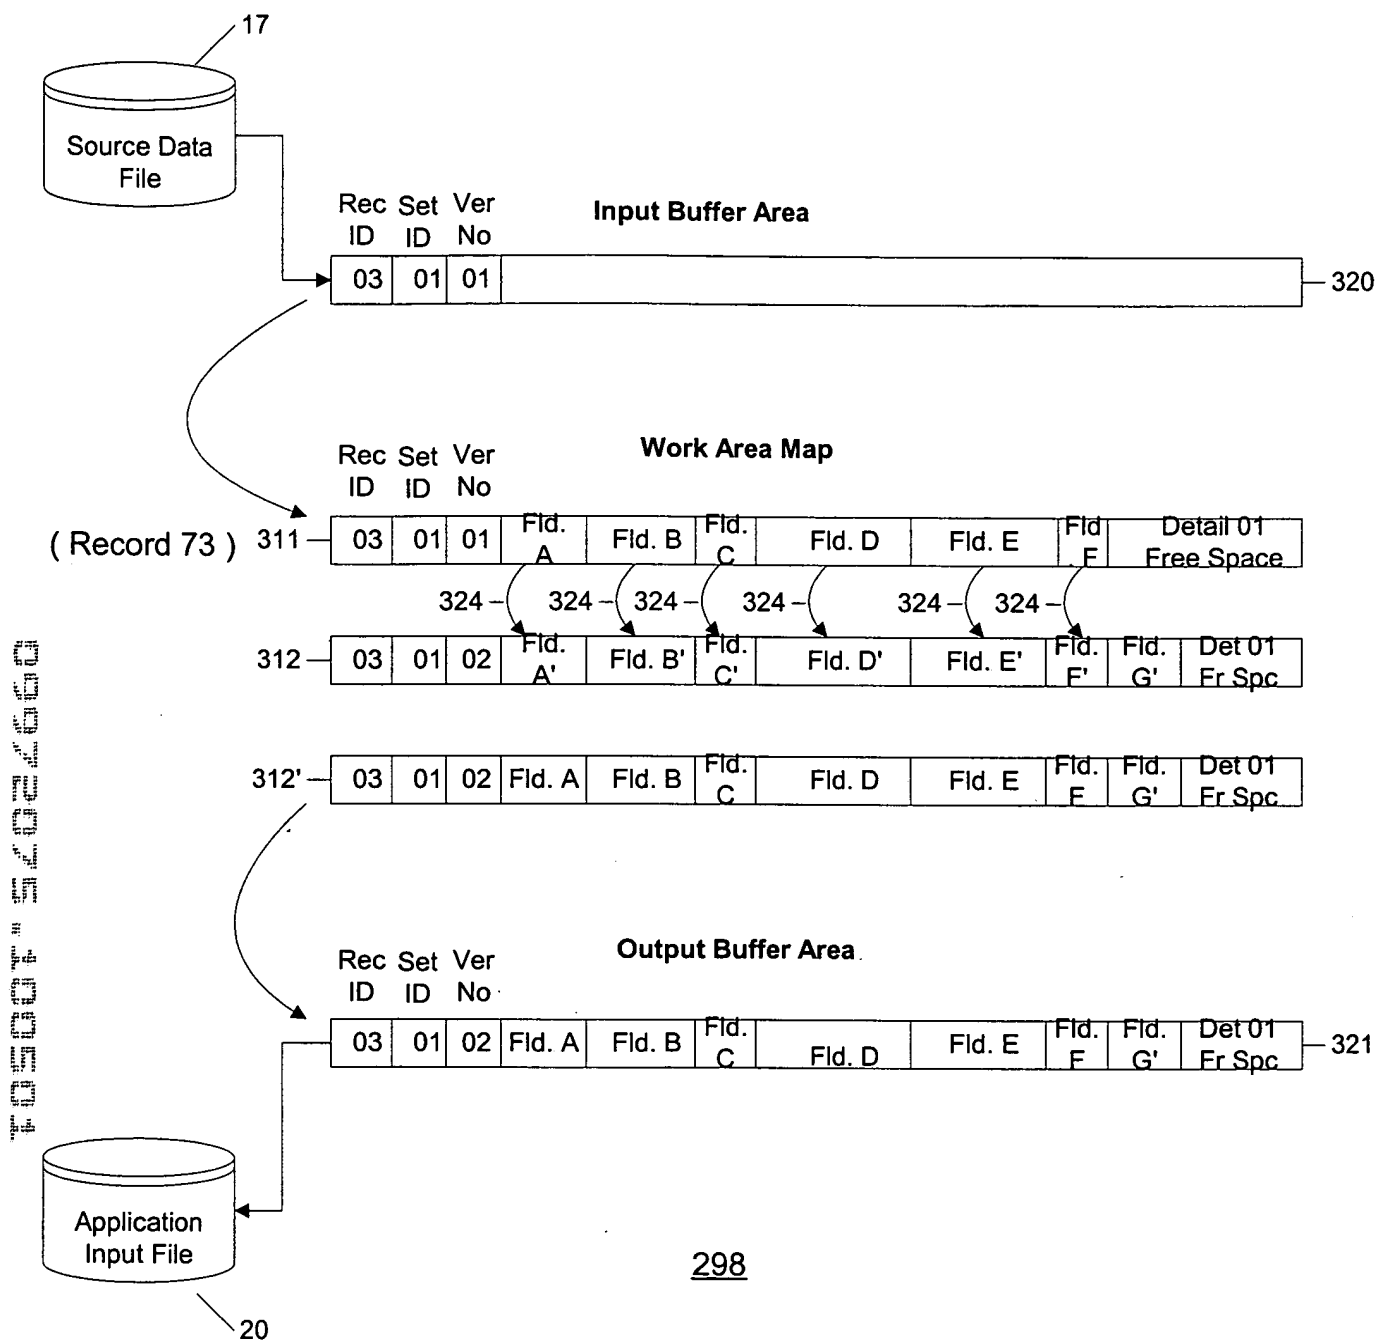 17
Source Data
File
Rec Set Ver
ID ID No
Input Buffer Area
03 01 01
320
Work Area Map
Rec Set Ver
ID ID No
( Record 73 ) 311 03 01 01 Fld. A Fld. B Fld. C Fld. D Fld. E Fld F Detail 01 Free Space
324 324 324 324 324 324
312 03 01 02 Fld. A' Fld. B' Fld. C' Fld. D' Fld. E' Fld. F' Fld. G' Det 01 Fr Spc
312' 03 01 02 Fld. A Fld. B Fld. C Fld. D Fld. E Fld. F Fld. G' Det 01 Fr Spc
Output Buffer Area
Rec Set Ver
ID ID No
03 01 02 Fld. A Fld. B Fld. C Fld. D Fld. E Fld. F Fld. G' Det 01 Fr Spc
321
Application
Input File
20
298
09972075.100501